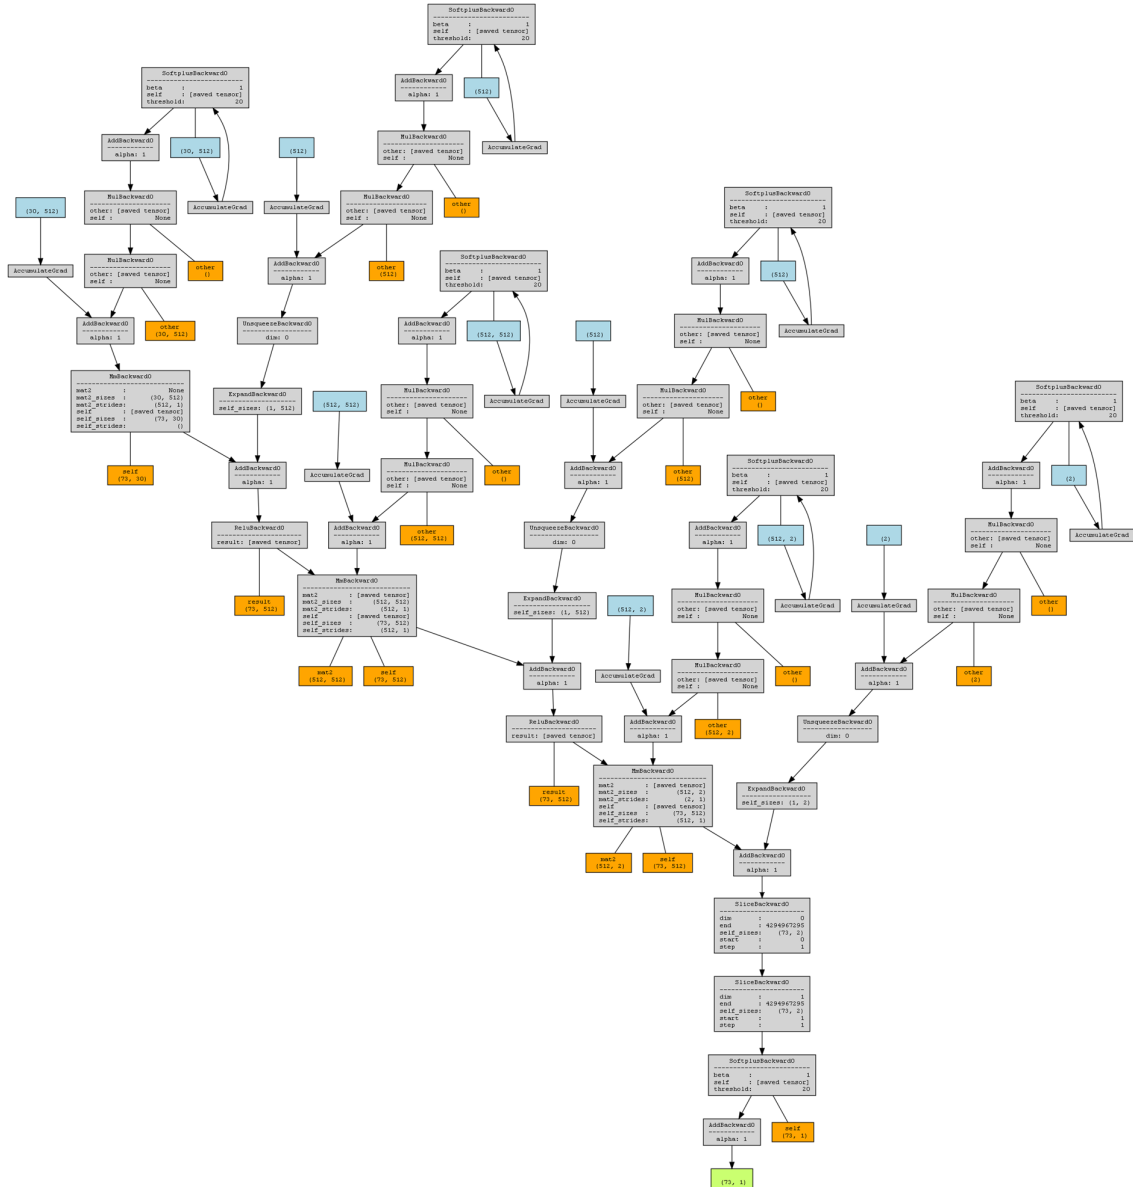 SoftplusBackward0
------------------------
beta     :             1
self     : [saved tensor]
threshold:            20
AddBackward0
------------
alpha: 1
(512)
AccumulateGrad
MulBackward0
----------------------
other: [saved tensor]
self :           None
SoftplusBackward0
------------------------
beta     :             1
self     : [saved tensor]
threshold:            20
AddBackward0
------------
alpha: 1
(30, 512)
AccumulateGrad
(512)
AccumulateGrad
MulBackward0
----------------------
other: [saved tensor]
self :           None
other
()
MulBackward0
----------------------
other: [saved tensor]
self :           None
(30, 512)
AccumulateGrad
MulBackward0
----------------------
other: [saved tensor]
self :           None
other
()
AddBackward0
------------
alpha: 1
other
(512)
AddBackward0
------------
alpha: 1
other
(30, 512)
UnsqueezeBackward0
------------------
dim: 0
MmBackward0
------------------------
mat2        :           None
mat2_sizes  :      (30, 512)
mat2_strides:       (512, 1)
self        : [saved tensor]
self_sizes  :       (73, 30)
self_strides:             ()
ExpandBackward0
--------------------
self_sizes: (1, 512)
self
(73, 30)
AddBackward0
------------
alpha: 1
ReluBackward0
----------------------
result: [saved tensor]
result
(73, 512)
SoftplusBackward0
------------------------
beta     :             1
self     : [saved tensor]
threshold:            20
AddBackward0
------------
alpha: 1
(512, 512)
AccumulateGrad
MulBackward0
----------------------
other: [saved tensor]
self :           None
(512, 512)
AccumulateGrad
MulBackward0
----------------------
other: [saved tensor]
self :           None
other
()
AddBackward0
------------
alpha: 1
other
(512, 512)
MmBackward0
------------------------
mat2        : [saved tensor]
mat2_sizes  :     (512, 512)
mat2_strides:       (512, 1)
self        : [saved tensor]
self_sizes  :      (73, 512)
self_strides:       (512, 1)
mat2
(512, 512)
self
(73, 512)
SoftplusBackward0
------------------------
beta     :             1
self     : [saved tensor]
threshold:            20
AddBackward0
------------
alpha: 1
(512)
AccumulateGrad
MulBackward0
----------------------
other: [saved tensor]
self :           None
(512)
AccumulateGrad
MulBackward0
----------------------
other: [saved tensor]
self :           None
other
()
AddBackward0
------------
alpha: 1
other
(512)
UnsqueezeBackward0
------------------
dim: 0
ExpandBackward0
--------------------
self_sizes: (1, 512)
AddBackward0
------------
alpha: 1
ReluBackward0
----------------------
result: [saved tensor]
result
(73, 512)
SoftplusBackward0
------------------------
beta     :             1
self     : [saved tensor]
threshold:            20
AddBackward0
------------
alpha: 1
(512, 2)
AccumulateGrad
MulBackward0
----------------------
other: [saved tensor]
self :           None
(512, 2)
AccumulateGrad
MulBackward0
----------------------
other: [saved tensor]
self :           None
other
()
AddBackward0
------------
alpha: 1
other
(512, 2)
MmBackward0
------------------------
mat2        : [saved tensor]
mat2_sizes  :       (512, 2)
mat2_strides:         (2, 1)
self        : [saved tensor]
self_sizes  :      (73, 512)
self_strides:       (512, 1)
mat2
(512, 2)
self
(73, 512)
SoftplusBackward0
------------------------
beta     :             1
self     : [saved tensor]
threshold:            20
AddBackward0
------------
alpha: 1
(2)
AccumulateGrad
MulBackward0
----------------------
other: [saved tensor]
self :           None
(2)
AccumulateGrad
MulBackward0
----------------------
other: [saved tensor]
self :           None
other
()
AddBackward0
------------
alpha: 1
other
(2)
UnsqueezeBackward0
------------------
dim: 0
ExpandBackward0
------------------
self_sizes: (1, 2)
AddBackward0
------------
alpha: 1
SliceBackward0
----------------------
dim       :          0
end       : 4294967295
self_sizes:    (73, 2)
start     :          0
step      :          1
SliceBackward0
----------------------
dim       :          1
end       : 4294967295
self_sizes:    (73, 2)
start     :          1
step      :          1
SoftplusBackward0
------------------------
beta     :             1
self     : [saved tensor]
threshold:            20
AddBackward0
------------
alpha: 1
self
(73, 1)
(73, 1)